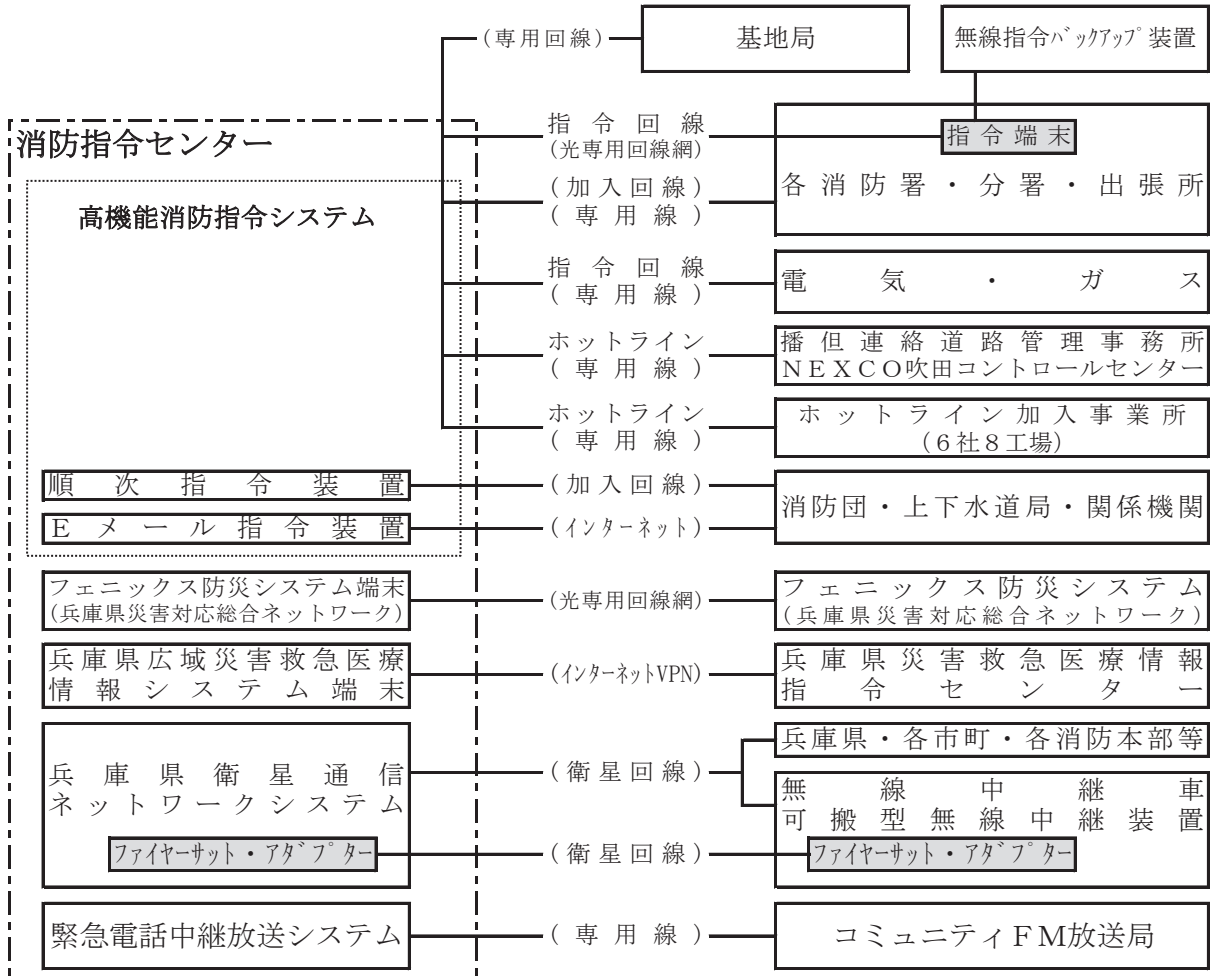 (専用回線)
基地局
無線指令バックアップ装置
消防指令センター
指令回線
(光専用回線網)
指令端末
(加入回線)
(専用線)
各消防署・分署・出張所
高機能消防指令システム
指令回線
(専用線)
電気・ガス
ホットライン
(専用線)
播但連絡道路管理事務所
NEXCO吹田コントロールセンター
ホットライン
(専用線)
ホットライン加入事業所
(6社8工場)
順次指令装置
(加入回線)
消防団・上下水道局・関係機関
Eメール指令装置
(インターネット)
フェニックス防災システム端末
(兵庫県災害対応総合ネットワーク)
(光専用回線網)
フェニックス防災システム
(兵庫県災害対応総合ネットワーク)
兵庫県広域災害救急医療
情報システム端末
(インターネットVPN)
兵庫県災害救急医療情報
指令センター
兵庫県・各市町・各消防本部等
兵庫県衛星通信
ネットワークシステム
(衛星回線)
無線中継車
可搬型無線中継装置
ファイヤーサット・アダプター
(衛星回線)
ファイヤーサット・アダプター
緊急電話中継放送システム
(専用線)
コミュニティFM放送局